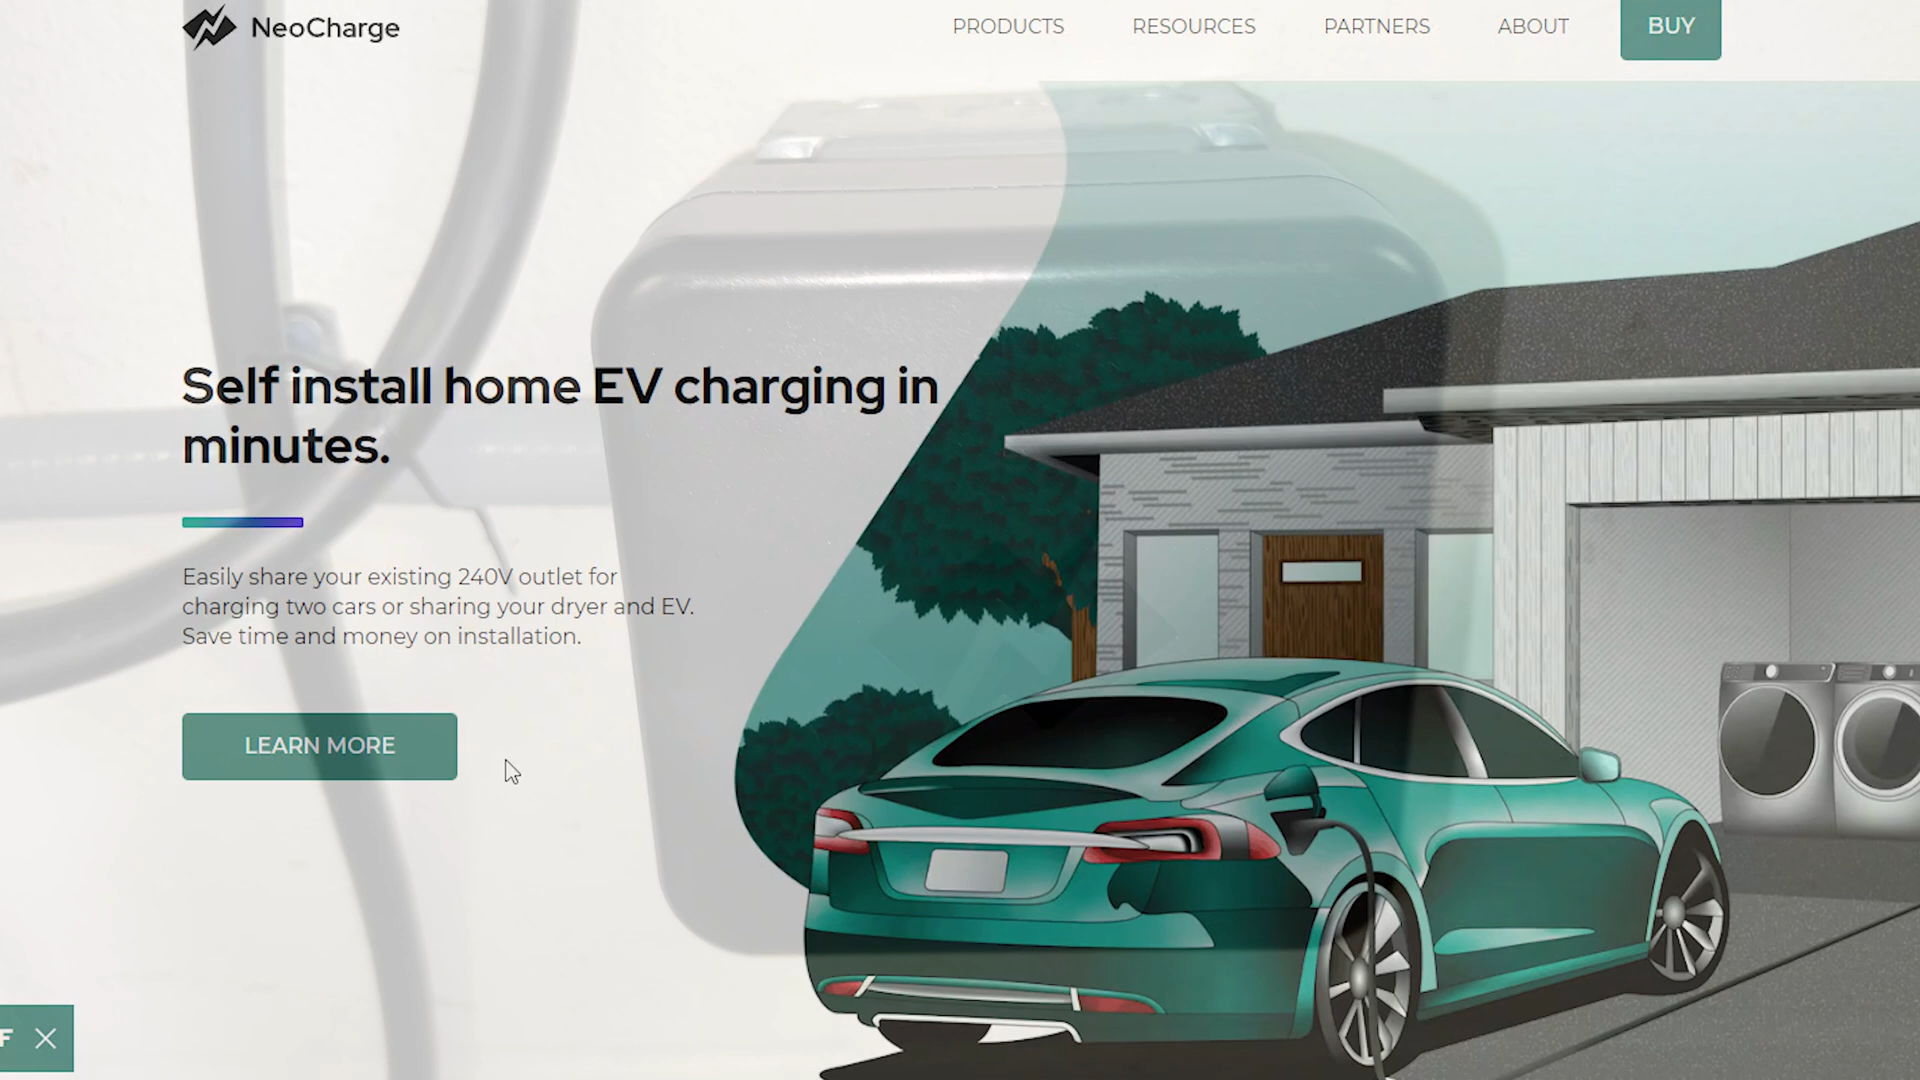 NeoCharge
PRODUCTS
RESOURCES
PARTNERS
ABOUT
BUY
Self install home EV charging in
minutes.
Easily share your existing 240V outlet for
charging two cars or sharing your dryer and EV.
Save time and money on installation.
LEARN MORE
F